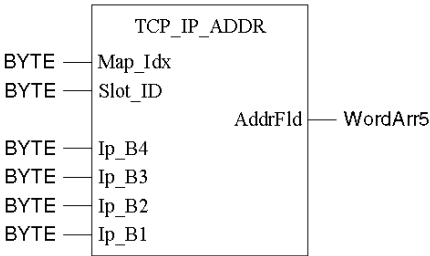 TCP_IP_ADDR
BYTE Map_Idx
BYTE Slot_ID
AddrFld WordArr5
BYTE Ip_B4
BYTE Ip_B3
BYTE Ip_B2
BYTE Ip_B1